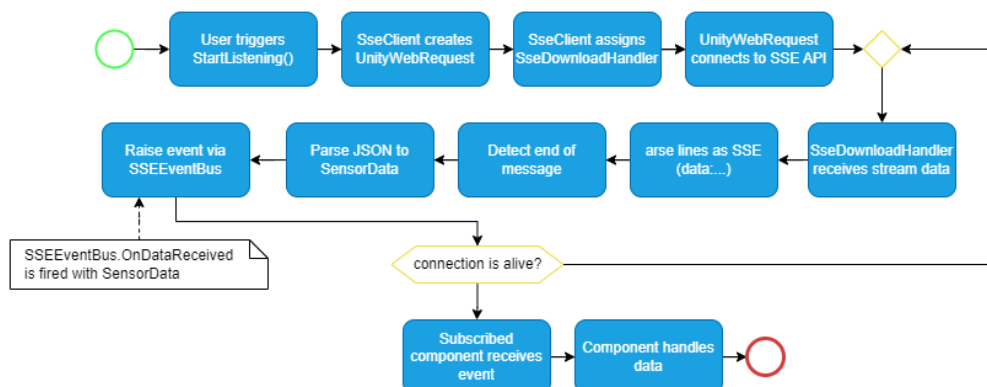 User triggers
StartListening()
SseClient creates
UnityWebRequest
SseClient assigns
SseDownloadHandler
UnityWebRequest
connects to SSE API
SseDownloadHandler
receives stream data
arse lines as SSE
(data:...)
Detect end of
message
Parse JSON to
SensorData
Raise event via
SSEEventBus
SSEEventBus.OnDataReceived
is fired with SensorData
connection is alive?
Subscribed
component receives
event
Component handles
data